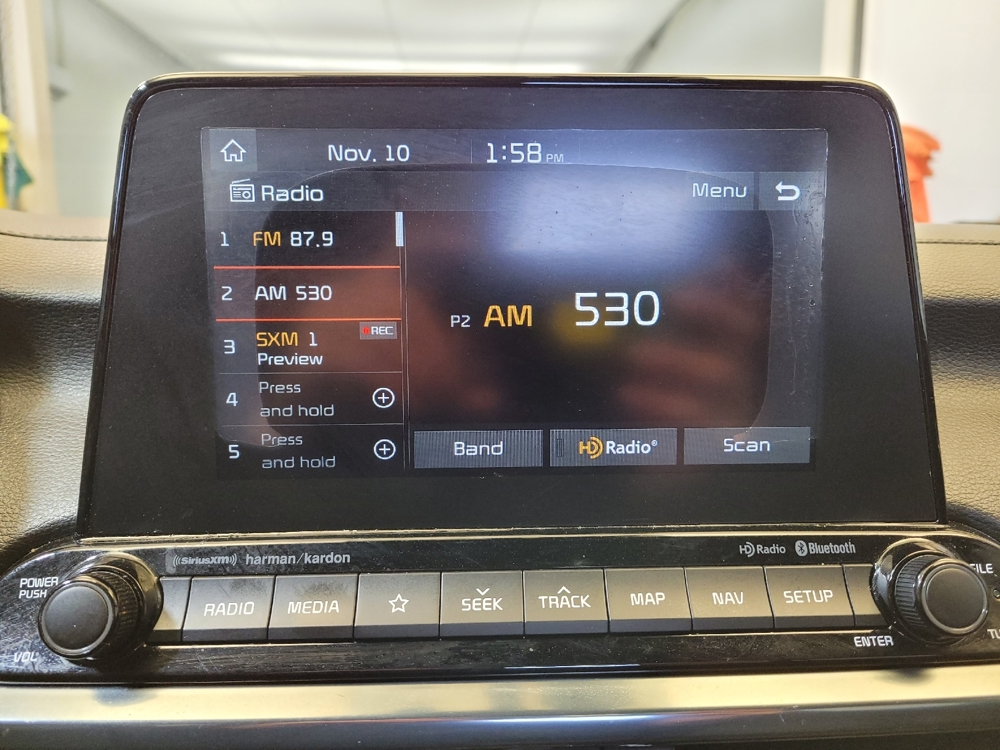 Nov. 10 1:58 PM
Radio Menu
1 FM 87.9
2 AM 530
3 SXM 1 REC
Preview
4 Press
and hold
5 Press
and hold
P2 AM 530
Band HD Radio® Scan
((SiriusXM)) harman/kardon HD Radio Bluetooth
POWER
PUSH
VOL
RADIO MEDIA SEEK TRACK MAP NAV SETUP
ENTER
FILE